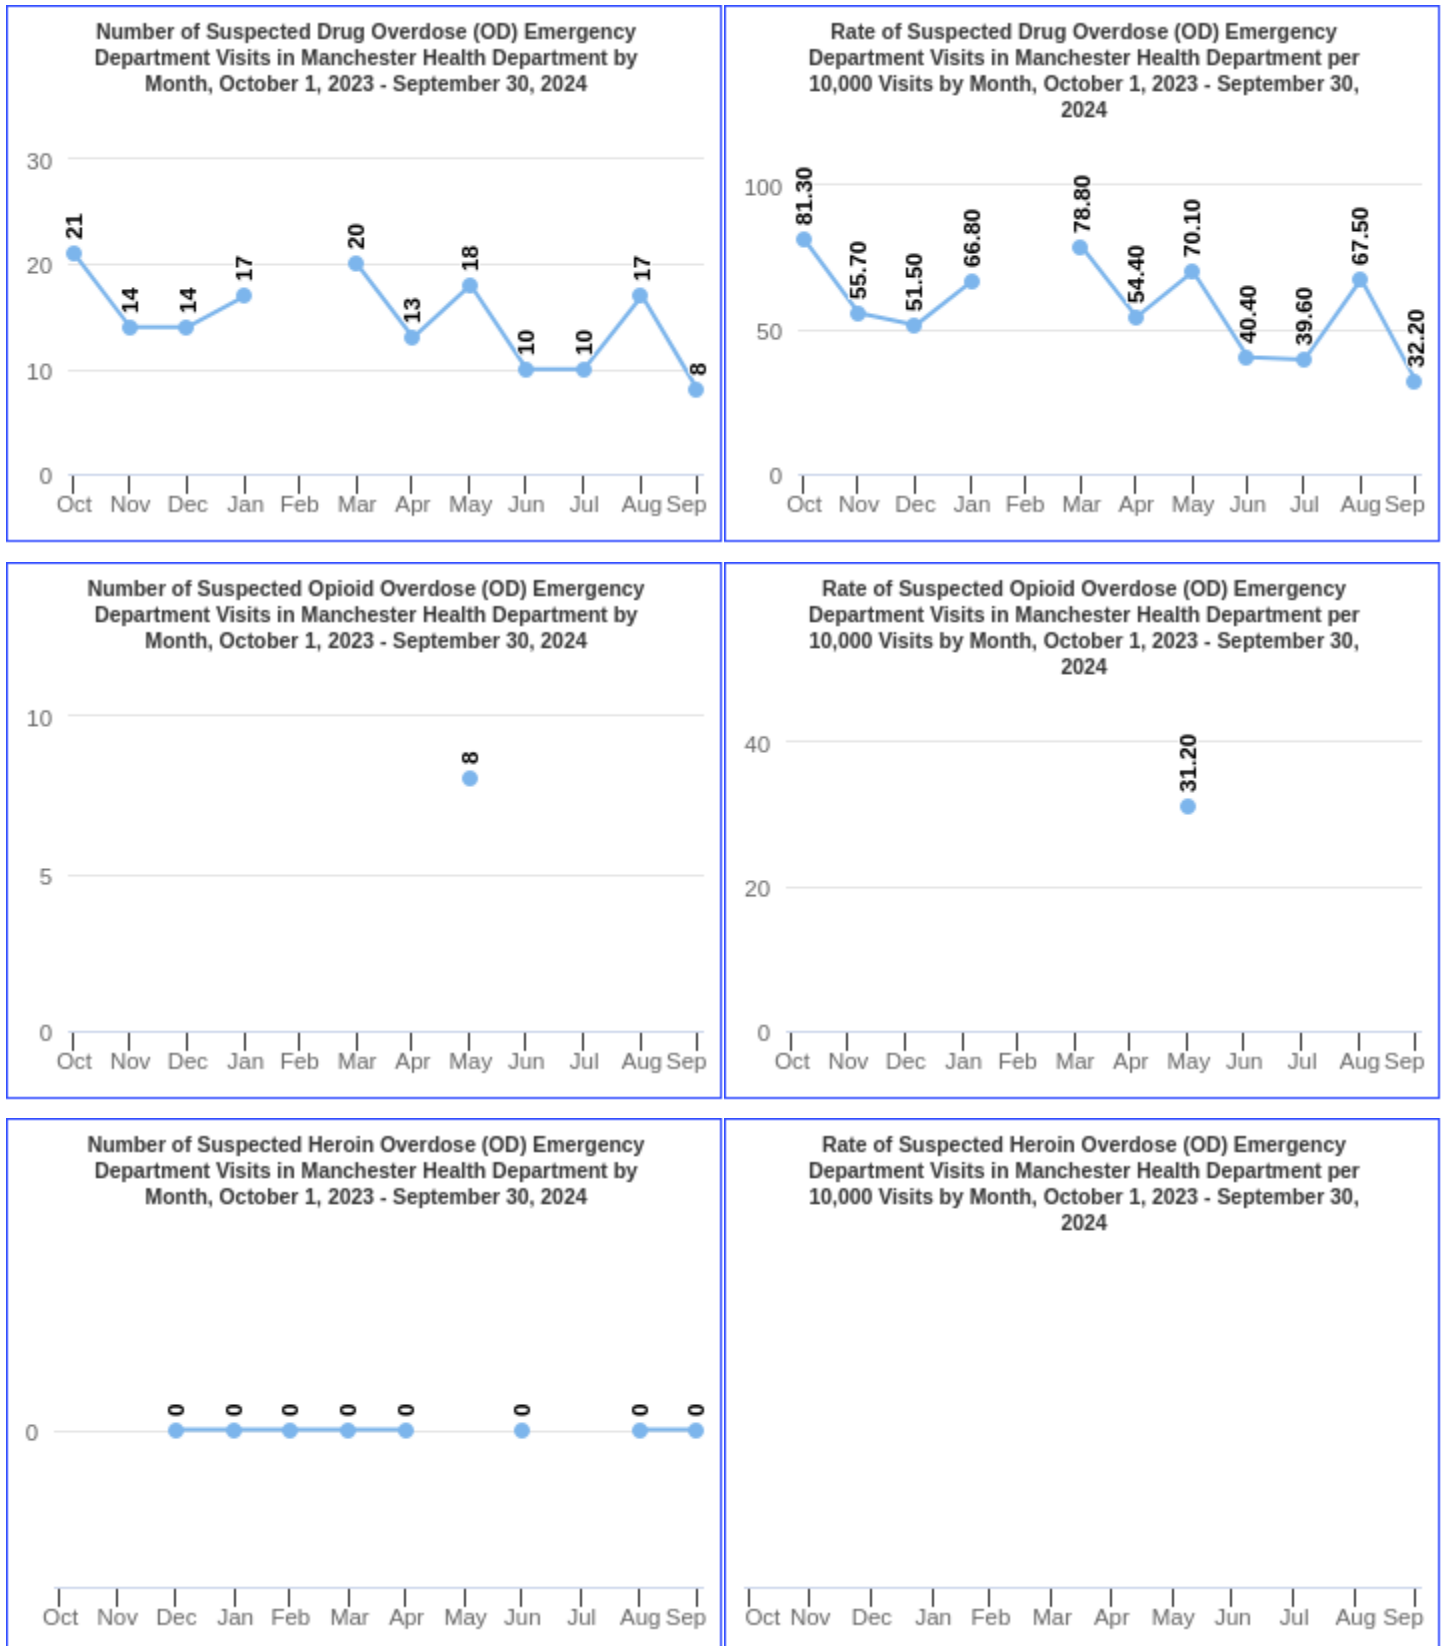 Number of Suspected Drug Overdose (OD) Emergency
Department Visits in Manchester Health Department by
Month, October 1, 2023 - September 30, 2024
30
20
10
0
21
14
14
17
20
13
18
10
10
17
8
Oct Nov Dec Jan Feb Mar Apr May Jun Jul Aug Sep
Rate of Suspected Drug Overdose (OD) Emergency
Department Visits in Manchester Health Department per
10,000 Visits by Month, October 1, 2023 - September 30,
2024
100
50
0
81.30
55.70
51.50
66.80
78.80
54.40
70.10
40.40
39.60
67.50
32.20
Oct Nov Dec Jan Feb Mar Apr May Jun Jul Aug Sep
Number of Suspected Opioid Overdose (OD) Emergency
Department Visits in Manchester Health Department by
Month, October 1, 2023 - September 30, 2024
10
5
0
8
Oct Nov Dec Jan Feb Mar Apr May Jun Jul Aug Sep
Rate of Suspected Opioid Overdose (OD) Emergency
Department Visits in Manchester Health Department per
10,000 Visits by Month, October 1, 2023 - September 30,
2024
40
20
0
31.20
Oct Nov Dec Jan Feb Mar Apr May Jun Jul Aug Sep
Number of Suspected Heroin Overdose (OD) Emergency
Department Visits in Manchester Health Department by
Month, October 1, 2023 - September 30, 2024
0
0
0
0
0
0
0
0
0
Oct Nov Dec Jan Feb Mar Apr May Jun Jul Aug Sep
Rate of Suspected Heroin Overdose (OD) Emergency
Department Visits in Manchester Health Department per
10,000 Visits by Month, October 1, 2023 - September 30,
2024
Oct Nov Dec Jan Feb Mar Apr May Jun Jul Aug Sep